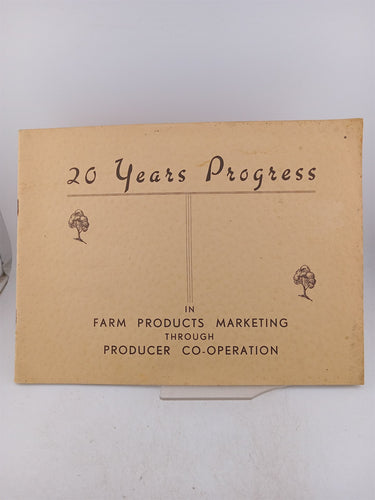 20 Years Progress
IN
FARM PRODUCTS MARKETING
THROUGH
PRODUCER CO-OPERATION